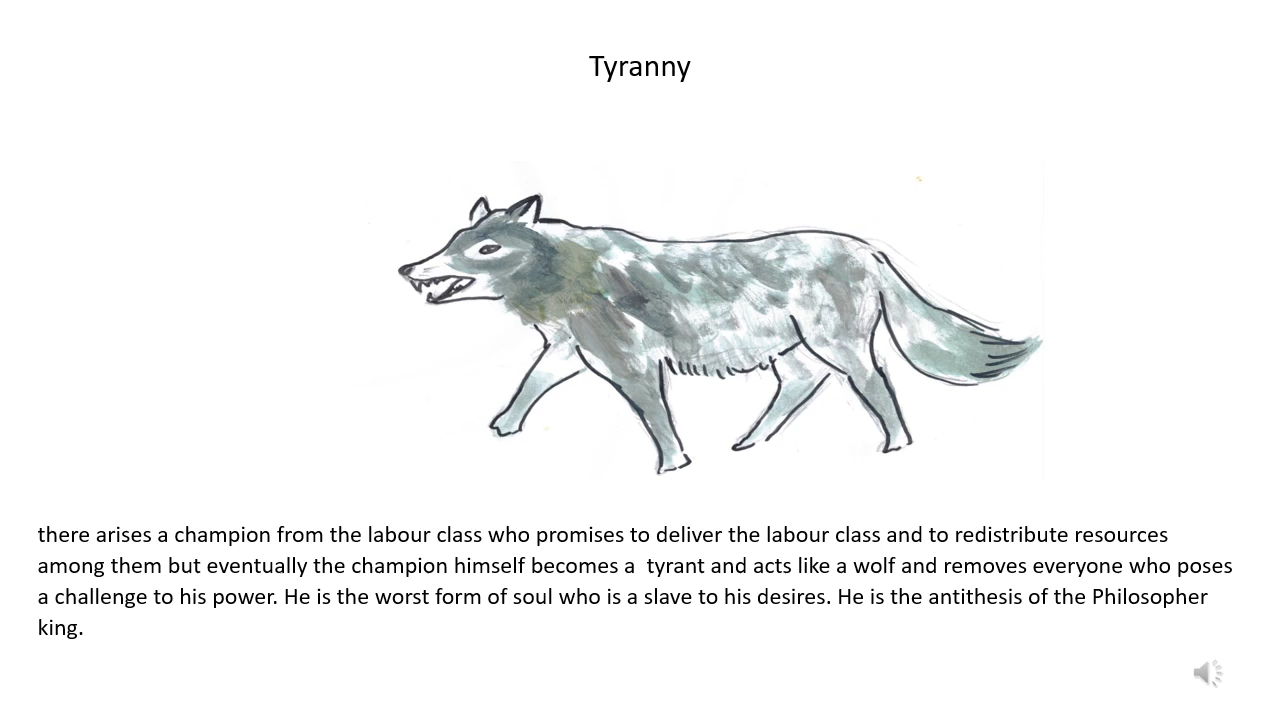 Tyranny
there arises a champion from the labour class who promises to deliver the labour class and to redistribute resources
among them but eventually the champion himself becomes a  tyrant and acts like a wolf and removes everyone who poses
a challenge to his power. He is the worst form of soul who is a slave to his desires. He is the antithesis of the Philosopher
king.